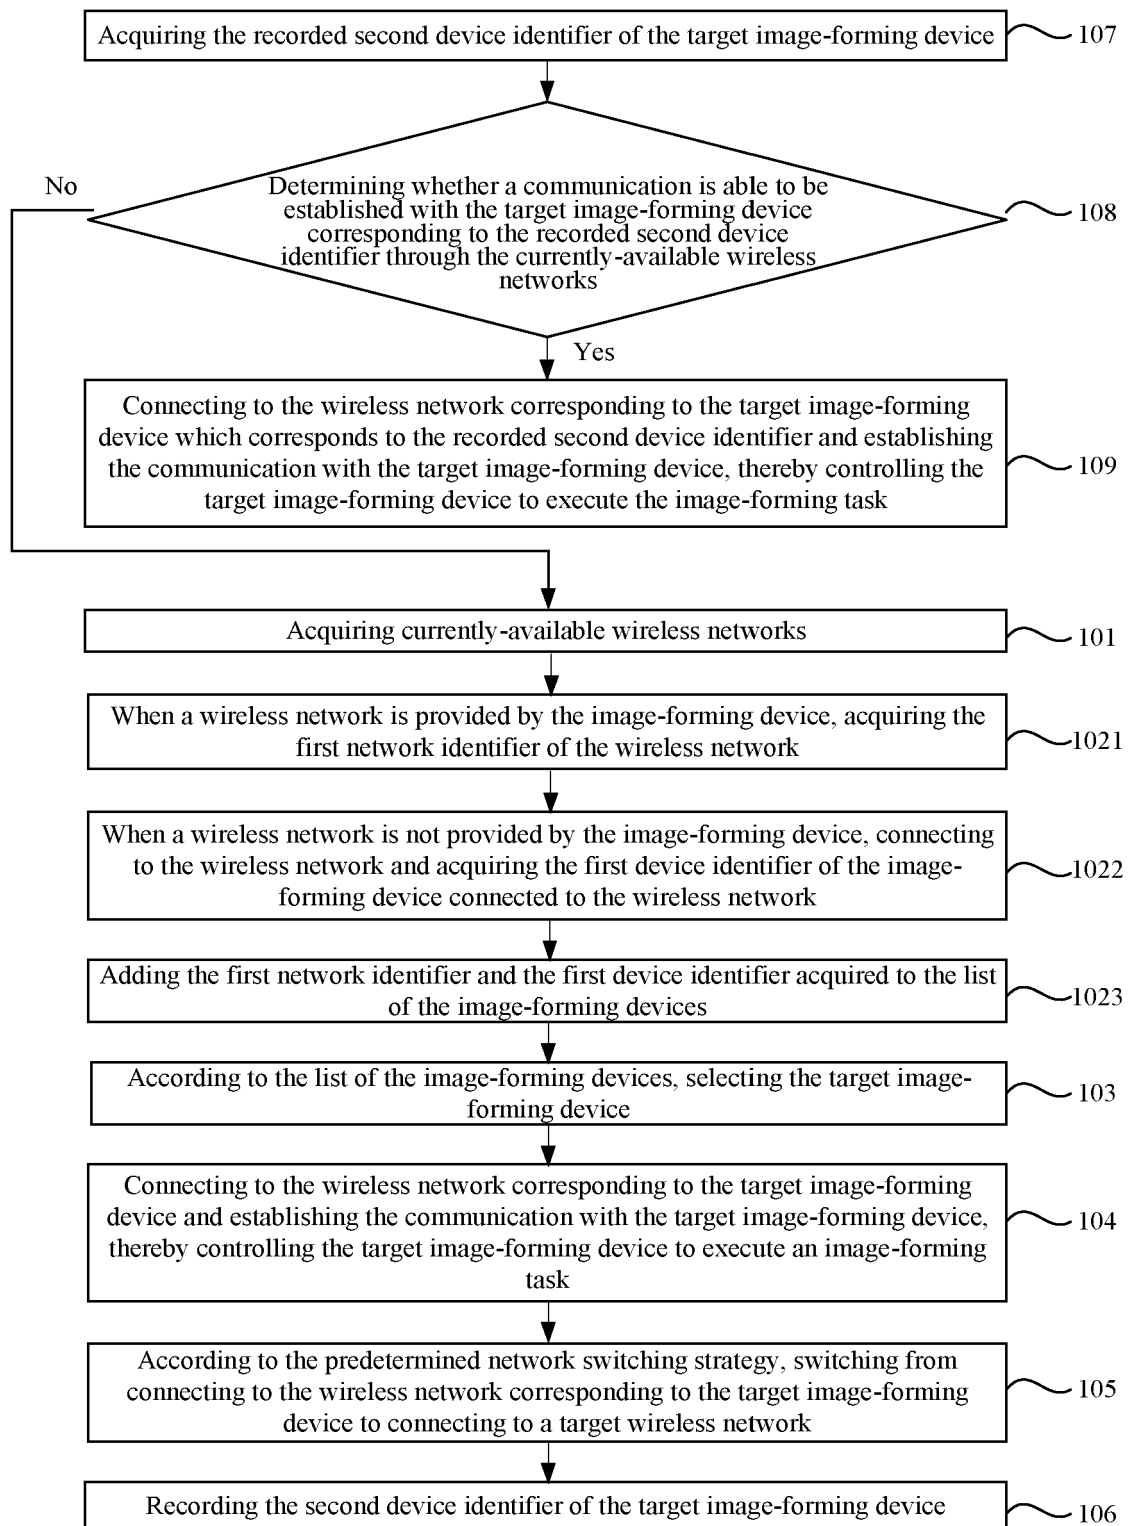 Acquiring the recorded second device identifier of the target image-forming device
107
No
Determining whether a communication is able to be
established with the target image-forming device
corresponding to the recorded second device
identifier through the currently-available wireless
networks
108
Yes
Connecting to the wireless network corresponding to the target image-forming
device which corresponds to the recorded second device identifier and establishing
the communication with the target image-forming device, thereby controlling the
target image-forming device to execute the image-forming task
109
Acquiring currently-available wireless networks
101
When a wireless network is provided by the image-forming device, acquiring the
first network identifier of the wireless network
1021
When a wireless network is not provided by the image-forming device, connecting
to the wireless network and acquiring the first device identifier of the image-
forming device connected to the wireless network
1022
Adding the first network identifier and the first device identifier acquired to the list
of the image-forming devices
1023
According to the list of the image-forming devices, selecting the target image-
forming device
103
Connecting to the wireless network corresponding to the target image-forming
device and establishing the communication with the target image-forming device,
thereby controlling the target image-forming device to execute an image-forming
task
104
According to the predetermined network switching strategy, switching from
connecting to the wireless network corresponding to the target image-forming
device to connecting to a target wireless network
105
Recording the second device identifier of the target image-forming device
106